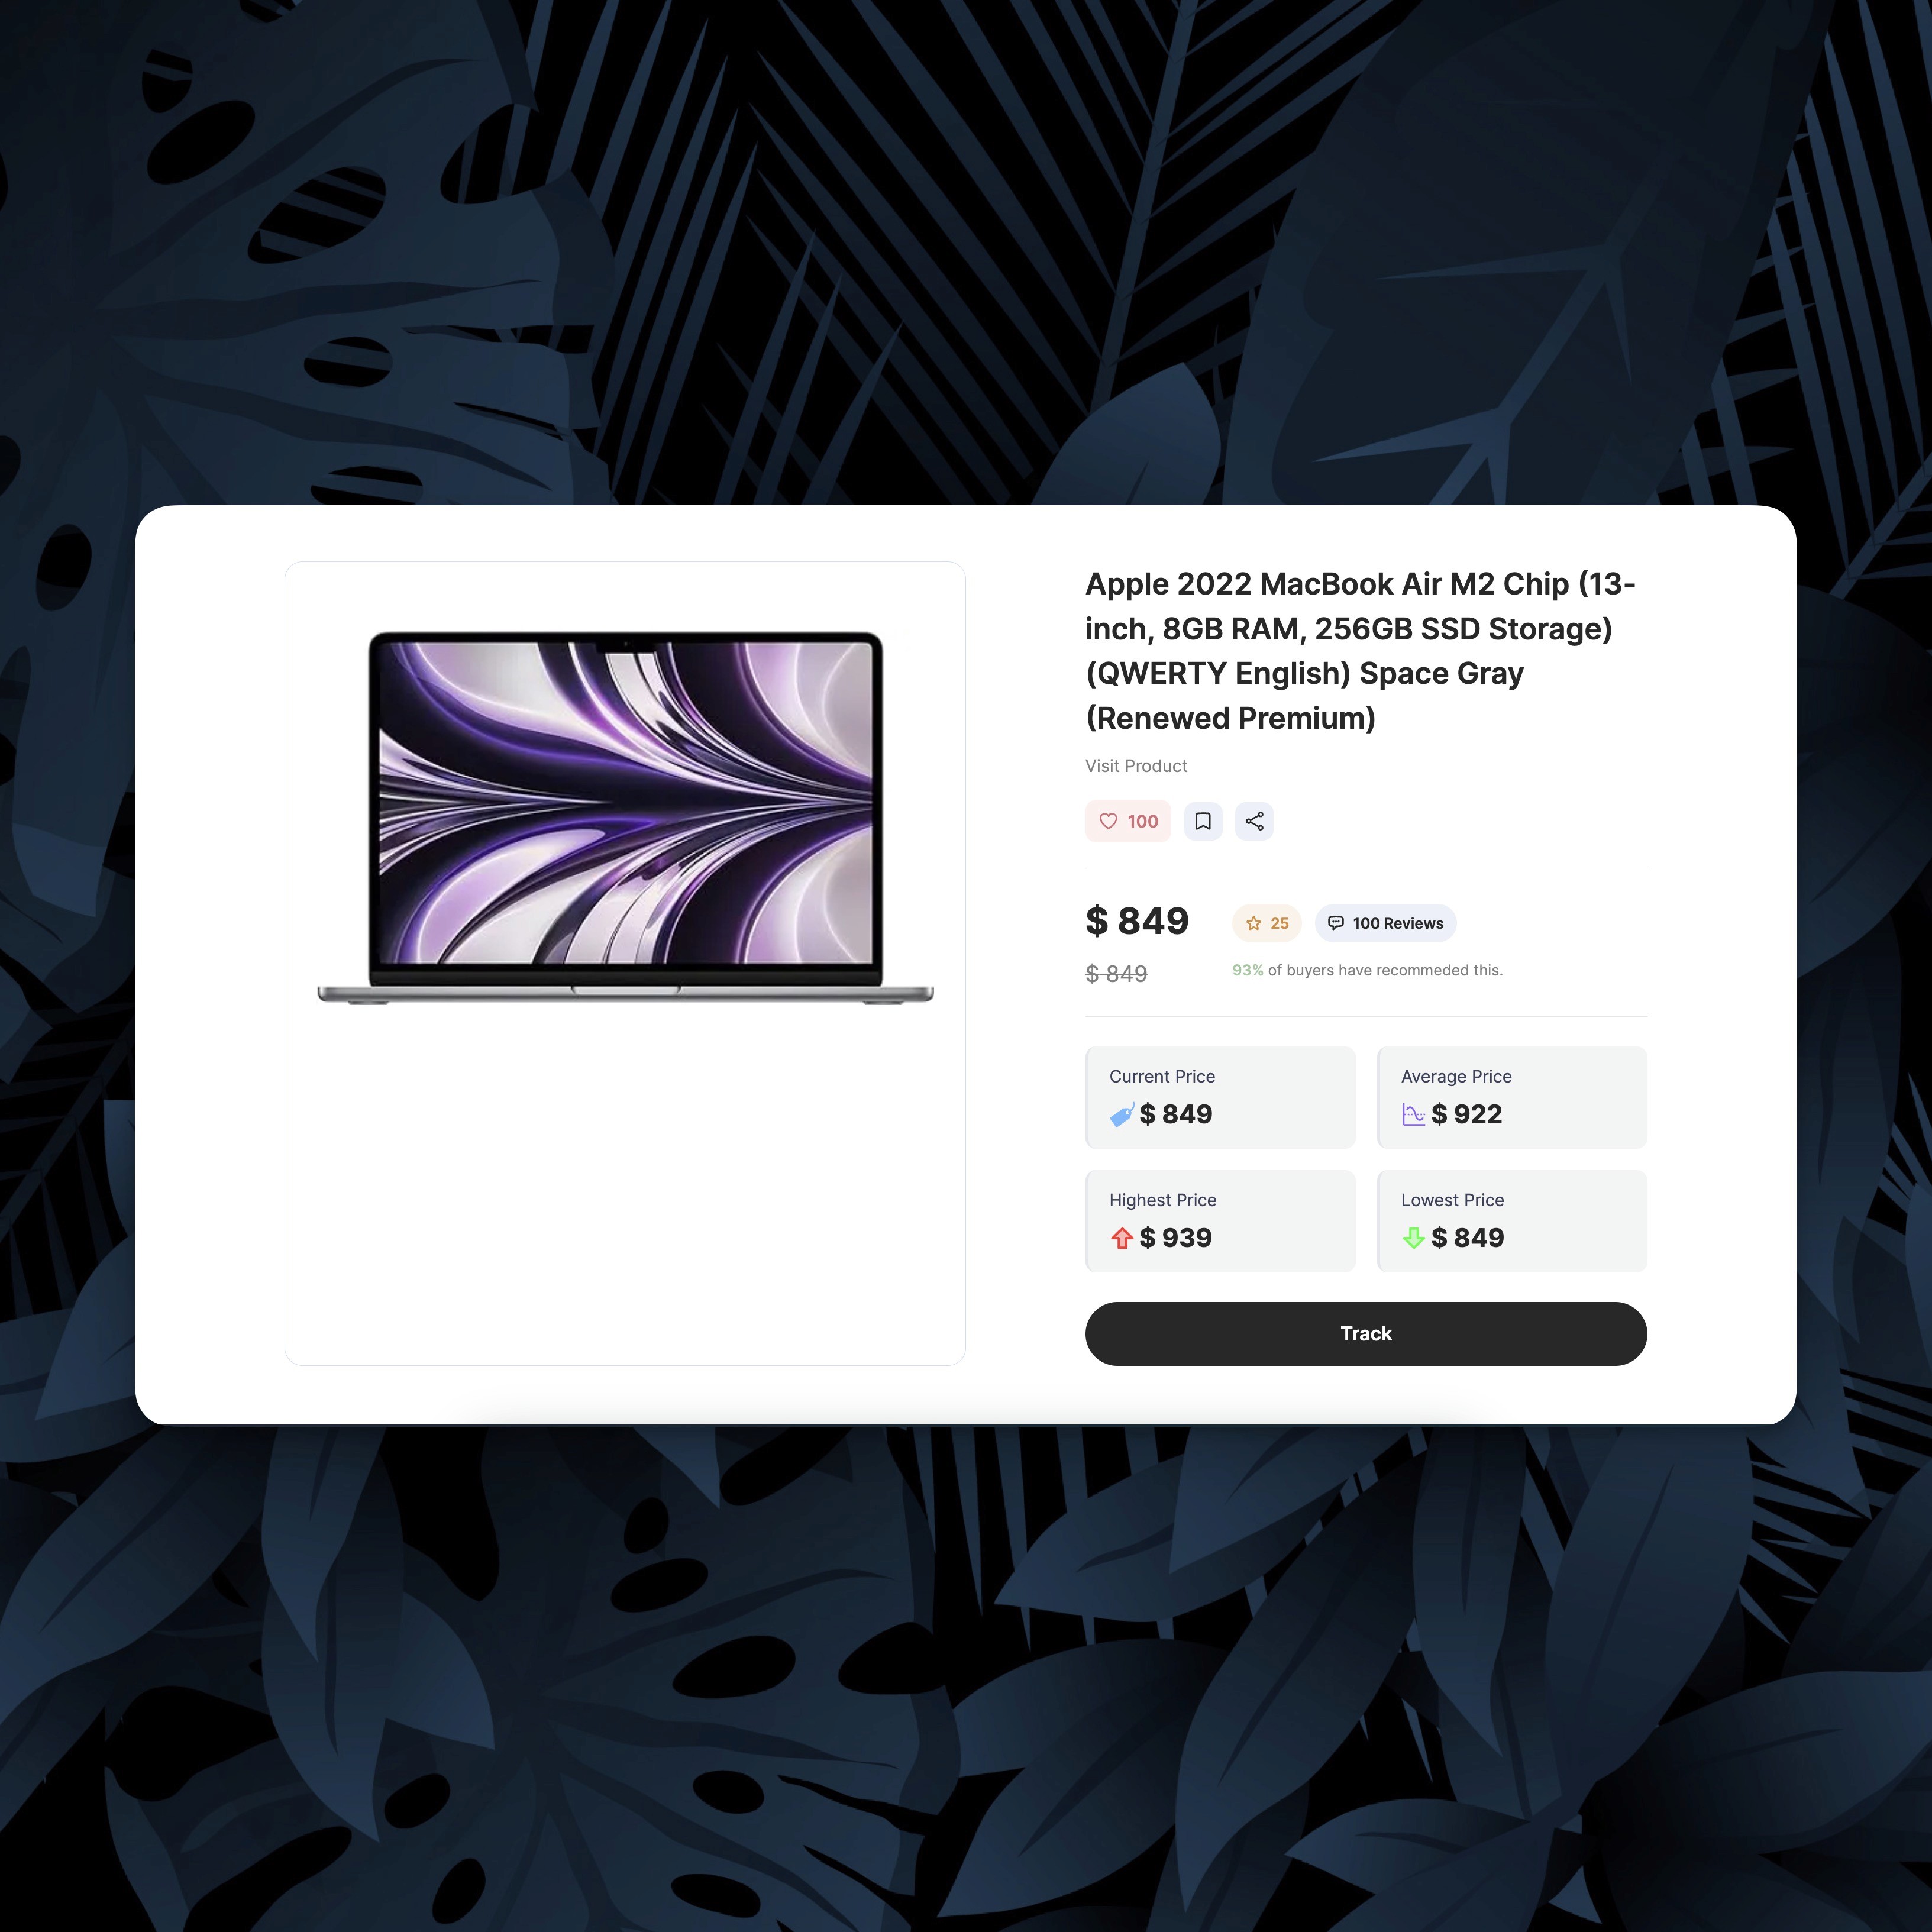 Apple 2022 MacBook Air M2 Chip (13-
inch, 8GB RAM, 256GB SSD Storage)
(QWERTY English) Space Gray
(Renewed Premium)
Visit Product
100
$ 849
25
100 Reviews
$ 849
93% of buyers have recommeded this.
Current Price
$ 849
Average Price
$ 922
Highest Price
$ 939
Lowest Price
$ 849
Track